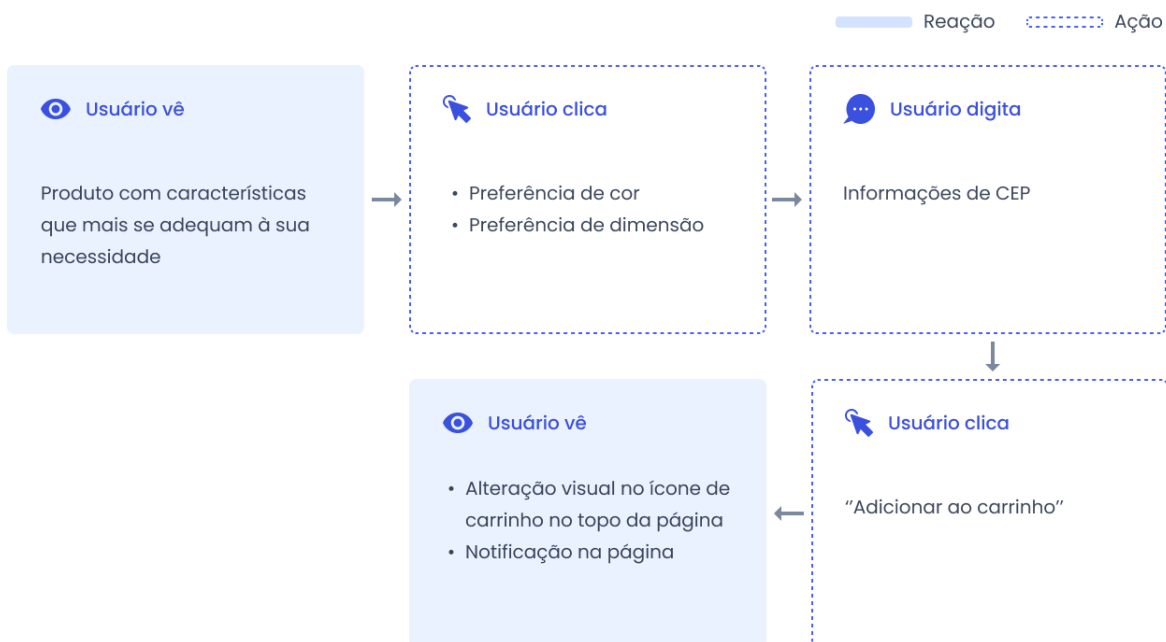 Reação
Ação
Usuário vê
Produto com características
que mais se adequam à sua
necessidade
Usuário clica
• Preferência de cor
• Preferência de dimensão
Usuário digita
Informações de CEP
Usuário clica
“Adicionar ao carrinho”
Usuário vê
• Alteração visual no ícone de
carrinho no topo da página
• Notificação na página